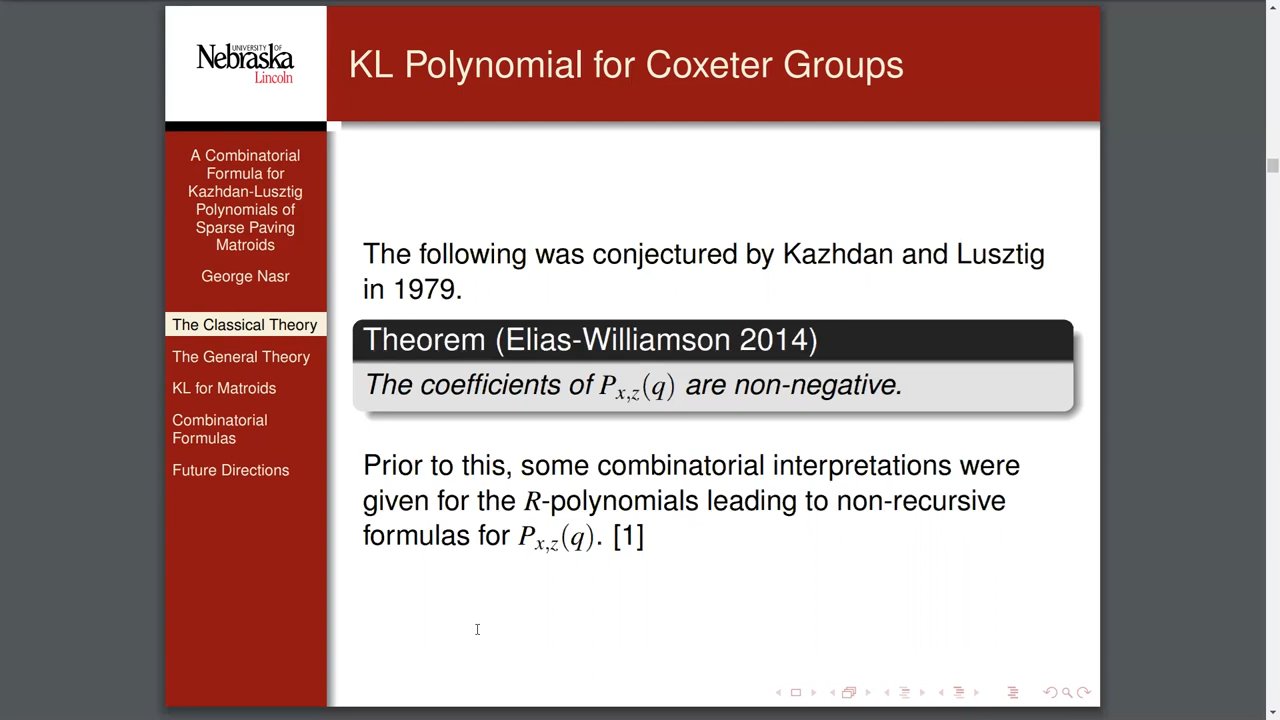 UNIVERSITY OF
Nebraska
Lincoln
KL Polynomial for Coxeter Groups
A Combinatorial
Formula for
Kazhdan-Lusztig
Polynomials of
Sparse Paving
Matroids
George Nasr
The Classical Theory
The General Theory
KL for Matroids
Combinatorial
Formulas
Future Directions
The following was conjectured by Kazhdan and Lusztig
in 1979.
Theorem (Elias-Williamson 2014)
The coefficients of P_{x,z}(q) are non-negative.
Prior to this, some combinatorial interpretations were
given for the R-polynomials leading to non-recursive
formulas for P_{x,z}(q). [1]